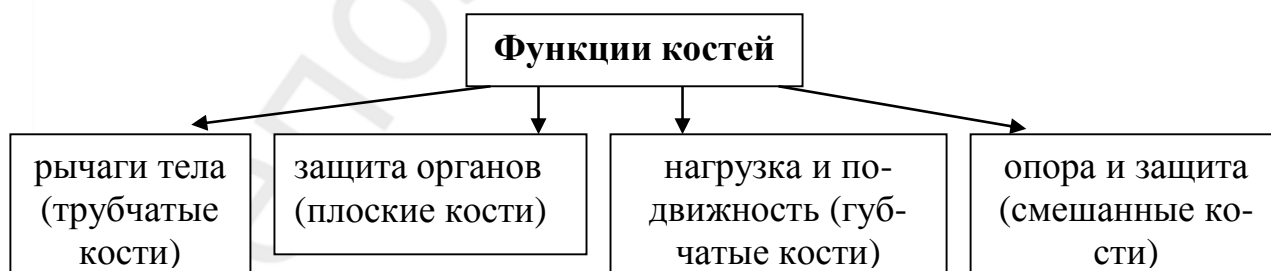 Функции костей
рычаги тела
(трубчатые
кости)
защита органов
(плоские кости)
нагрузка и по-
движность (губ-
чатые кости)
опора и защита
(смешанные ко-
сти)